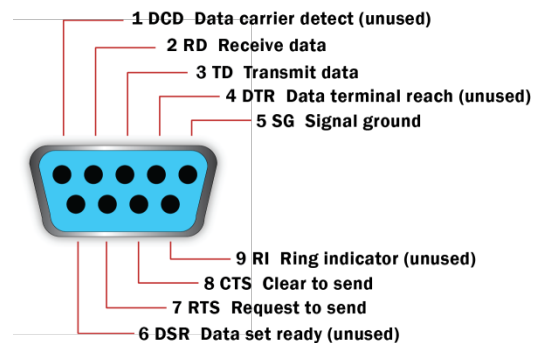 1 DCD Data carrier detect (unused)
2 RD Receive data
3 TD Transmit data
4 DTR Data terminal reach (unused)
5 SG Signal ground
9 RI Ring indicator (unused)
8 CTS Clear to send
7 RTS Request to send
6 DSR Data set ready (unused)